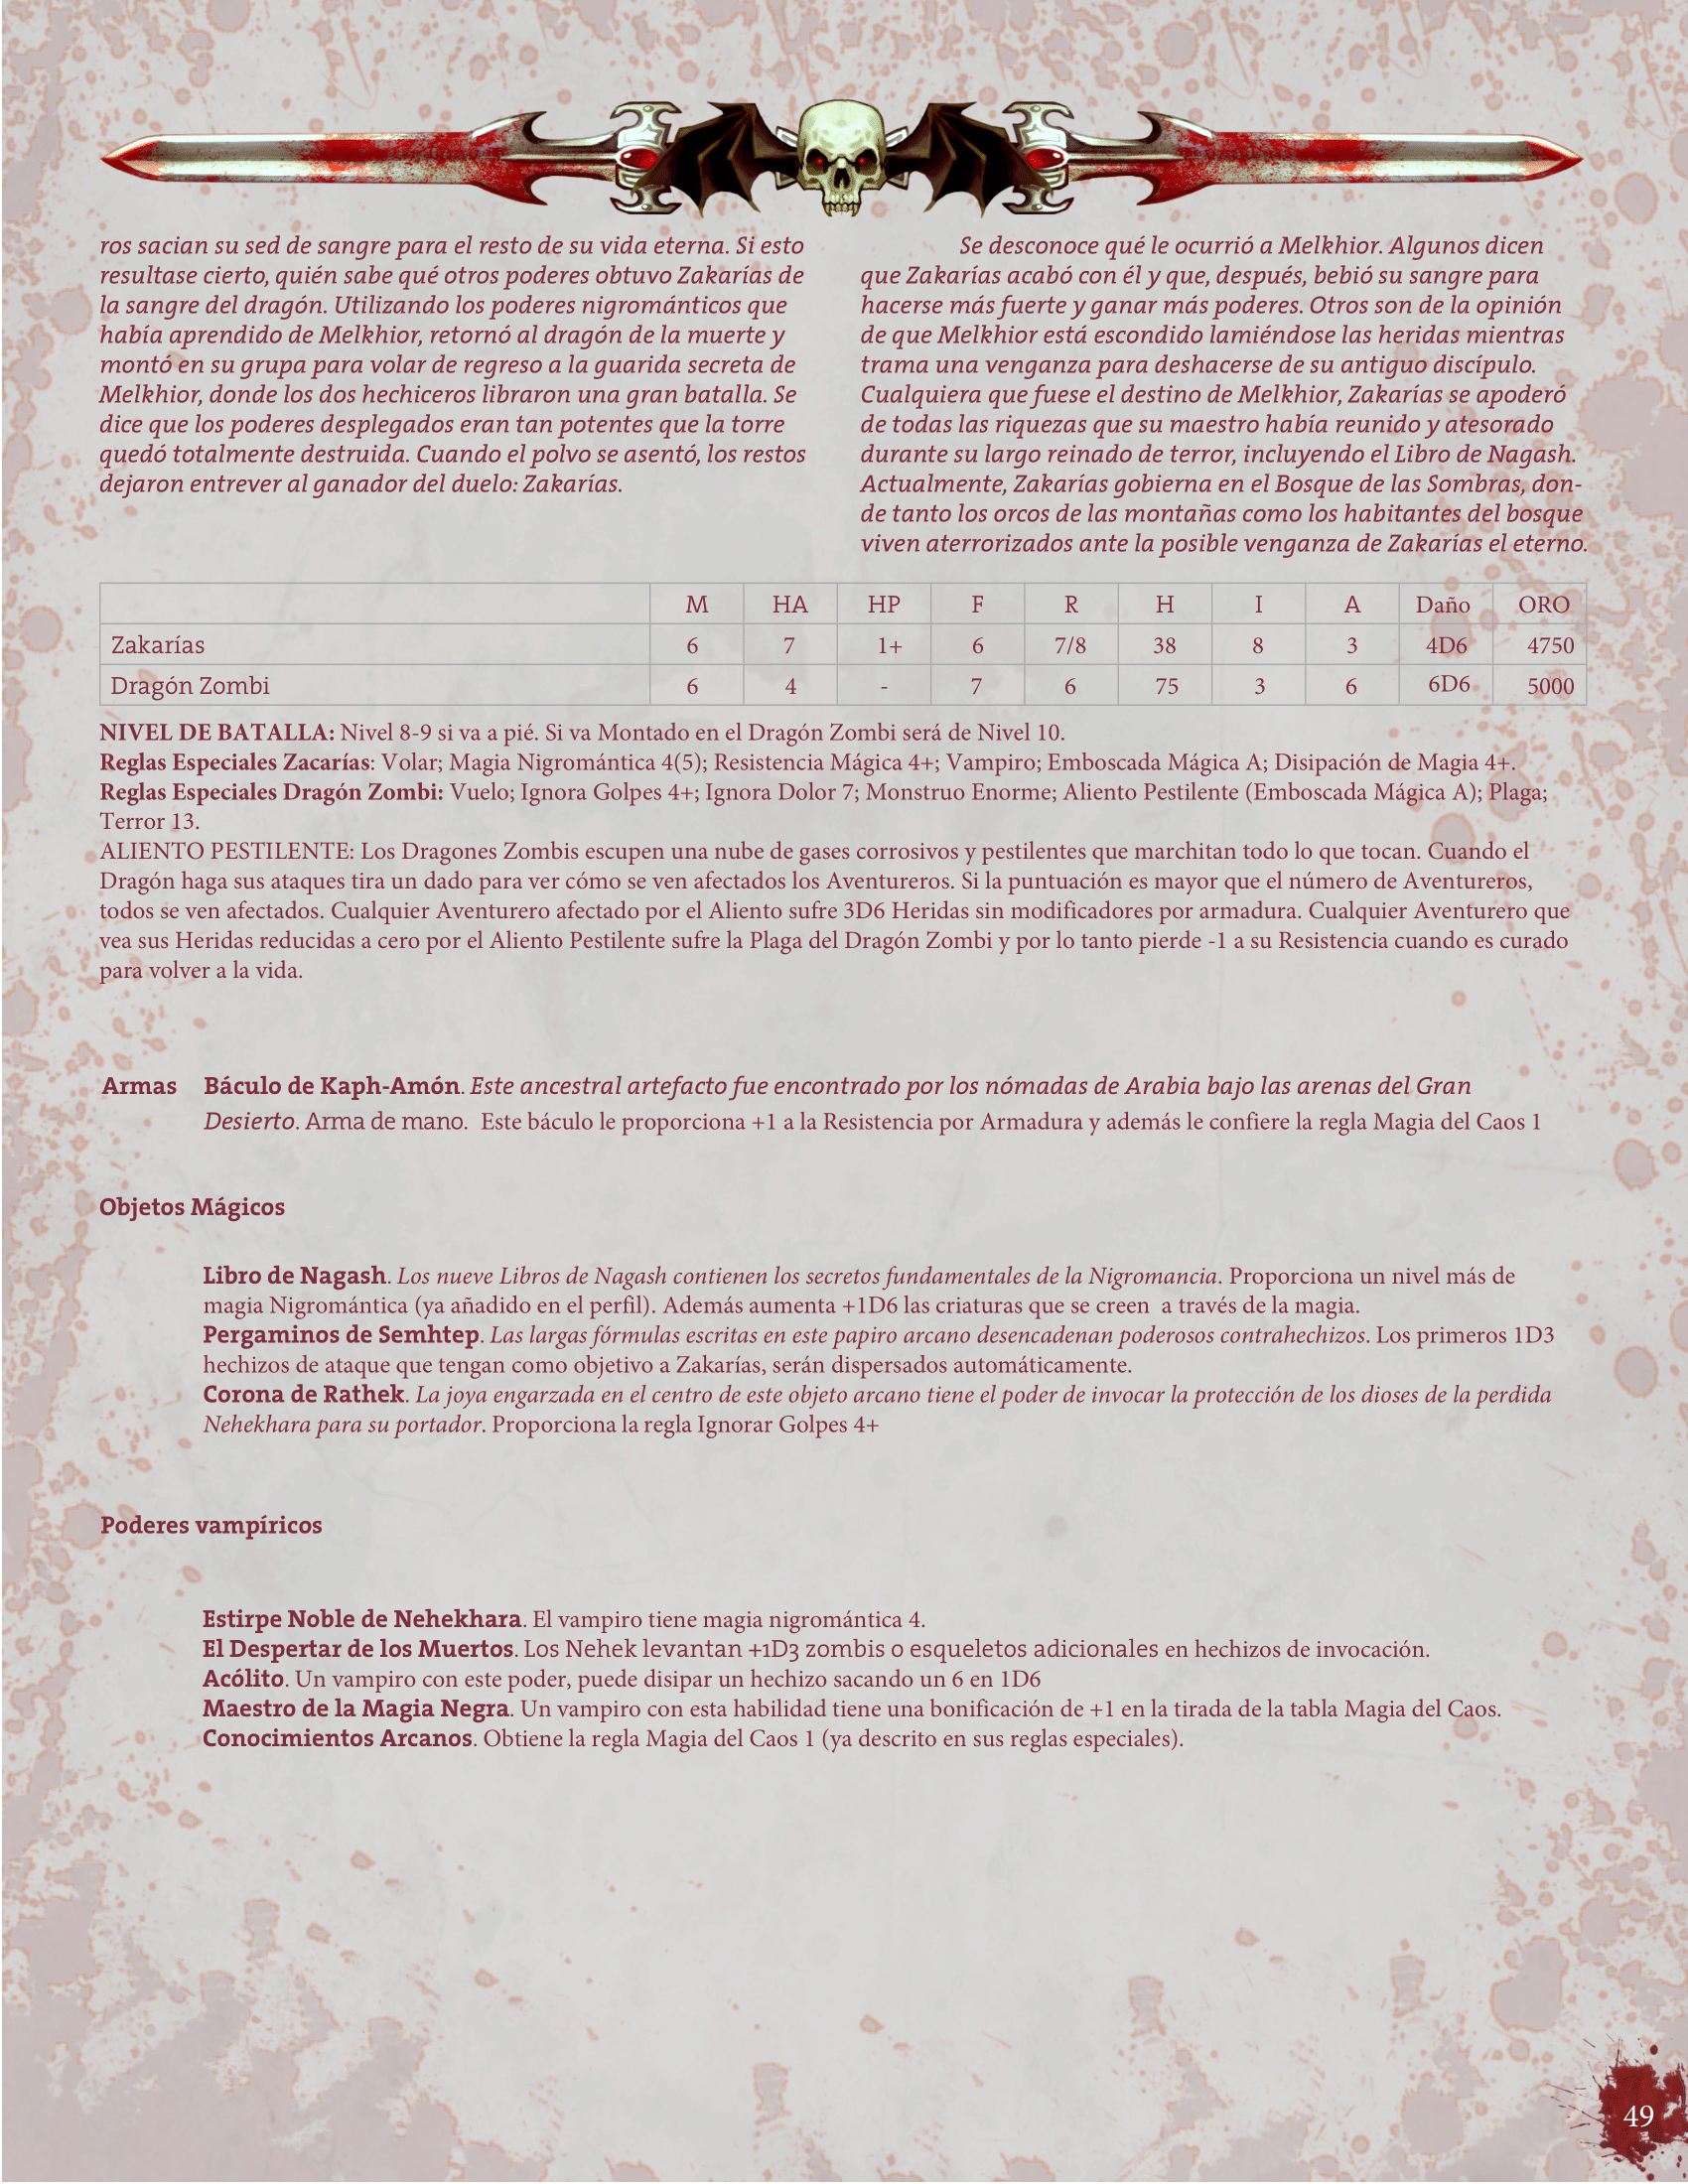 ros sacian su sed de sangre para el resto de su vida eterna. Si esto
resultase cierto, quién sabe qué otros poderes obtuvo Zakarías de
la sangre del dragón. Utilizando los poderes nigrománticos que
había aprendido de Melkhior, retornó al dragón de la muerte y
montó en su grupa para volar de regreso a la guarida secreta de
Melkhior, donde los dos hechiceros libraron una gran batalla. Se
dice que los poderes desplegados eran tan potentes que la torre
quedó totalmente destruida. Cuando el polvo se asentó, los restos
dejaron entrever al ganador del duelo: Zakarías.
Se desconoce qué le ocurrió a Melkhior. Algunos dicen
que Zakarías acabó con él y que, después, bebió su sangre para
hacerse más fuerte y ganar más poderes. Otros son de la opinión
de que Melkhior está escondido lamiéndose las heridas mientras
trama una venganza para deshacerse de su antiguo discípulo.
Cualquiera que fuese el destino de Melkhior, Zakarías se apoderó
de todas las riquezas que su maestro había reunido y atesorado
durante su largo reinado de terror, incluyendo el Libro de Nagash.
Actualmente, Zakarías gobierna en el Bosque de las Sombras, don-
de tanto los orcos de las montañas como los habitantes del bosque
viven aterrorizados ante la posible venganza de Zakarías el eterno.
M HA HP F R H I A Daño ORO
Zakarías 6 7 1+ 6 7/8 38 8 3 4D6 4750
Dragón Zombi 6 4 - 7 6 75 3 6 6D6 5000
NIVEL DE BATALLA: Nivel 8-9 si va a pié. Si va Montado en el Dragón Zombi será de Nivel 10.
Reglas Especiales Zacarías: Volar; Magia Nigromántica 4(5); Resistencia Mágica 4+; Vampiro; Emboscada Mágica A; Disipación de Magia 4+.
Reglas Especiales Dragón Zombi: Vuelo; Ignora Golpes 4+; Ignora Dolor 7; Monstruo Enorme; Aliento Pestilente (Emboscada Mágica A); Plaga;
Terror 13.
ALIENTO PESTILENTE: Los Dragones Zombis escupen una nube de gases corrosivos y pestilentes que marchitan todo lo que tocan. Cuando el
Dragón haga sus ataques tira un dado para ver cómo se ven afectados los Aventureros. Si la puntuación es mayor que el número de Aventureros,
todos se ven afectados. Cualquier Aventurero afectado por el Aliento sufre 3D6 Heridas sin modificadores por armadura. Cualquier Aventurero que
vea sus Heridas reducidas a cero por el Aliento Pestilente sufre la Plaga del Dragón Zombi y por lo tanto pierde -1 a su Resistencia cuando es curado
para volver a la vida.
Armas Báculo de Kaph-Amón. Este ancestral artefacto fue encontrado por los nómadas de Arabia bajo las arenas del Gran
Desierto. Arma de mano. Este báculo le proporciona +1 a la Resistencia por Armadura y además le confiere la regla Magia del Caos 1
Objetos Mágicos
Libro de Nagash. Los nueve Libros de Nagash contienen los secretos fundamentales de la Nigromancia. Proporciona un nivel más de
magia Nigromántica (ya añadido en el perfil). Además aumenta +1D6 las criaturas que se creen a través de la magia.
Pergaminos de Semhtep. Las largas fórmulas escritas en este papiro arcano desencadenan poderosos contrahechizos. Los primeros 1D3
hechizos de ataque que tengan como objetivo a Zakarías, serán dispersados automáticamente.
Corona de Rathek. La joya engarzada en el centro de este objeto arcano tiene el poder de invocar la protección de los dioses de la perdida
Nehekhara para su portador. Proporciona la regla Ignorar Golpes 4+
Poderes vampíricos
Estirpe Noble de Nehekhara. El vampiro tiene magia nigromántica 4.
El Despertar de los Muertos. Los Nehek levantan +1D3 zombis o esqueletos adicionales en hechizos de invocación.
Acólito. Un vampiro con este poder, puede disipar un hechizo sacando un 6 en 1D6
Maestro de la Magia Negra. Un vampiro con esta habilidad tiene una bonificación de +1 en la tirada de la tabla Magia del Caos.
Conocimientos Arcanos. Obtiene la regla Magia del Caos 1 (ya descrito en sus reglas especiales).
49